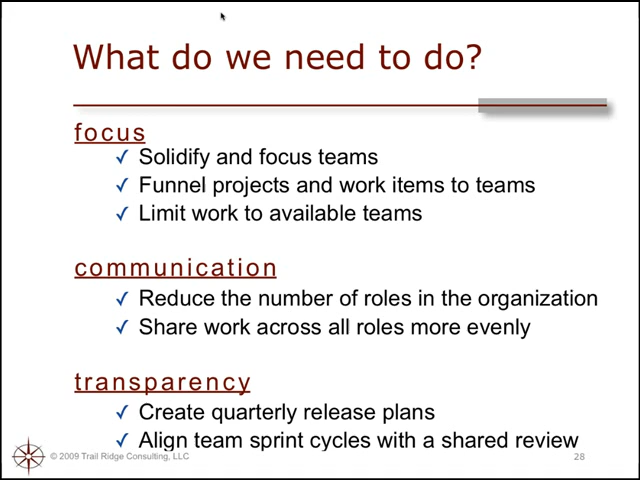 What do we need to do?
focus
✓ Solidify and focus teams
✓ Funnel projects and work items to teams
✓ Limit work to available teams
communication
✓ Reduce the number of roles in the organization
✓ Share work across all roles more evenly
transparency
✓ Create quarterly release plans
✓ Align team sprint cycles with a shared review
© 2009 Trail Ridge Consulting, LLC
28